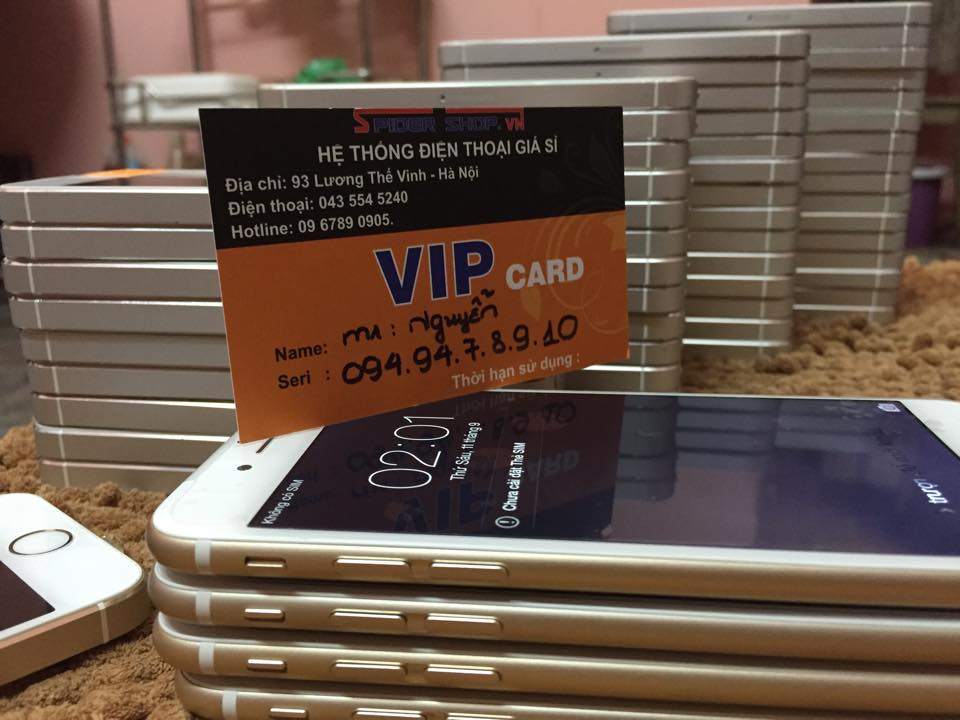 SPIDER SHOP.VN
HỆ THỐNG ĐIỆN THOẠI GIÁ SỈ
Địa chỉ: 93 Lương Thế Vinh - Hà Nội
Điện thoại: 043 554 5240
Hotline: 09 6789 0905.
VIP CARD
Name: Mr : Nguyễn
Seri : 094.94.7.8.9.10
Thời hạn sử dụng :
Không có SIM
02:01
Thứ Sáu, 11 tháng 9
Chưa cài đặt Thẻ SIM